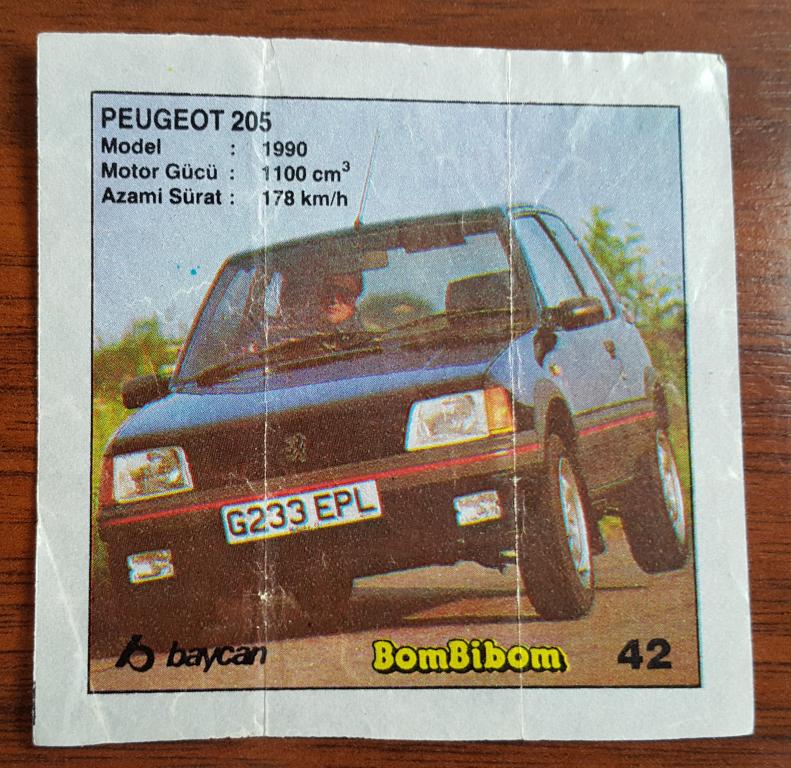 PEUGEOT 205
Model : 1990
Motor Gücü : 1100 cm³
Azami Sürat : 178 km/h
G233 EPL
baycan BomBibom 42